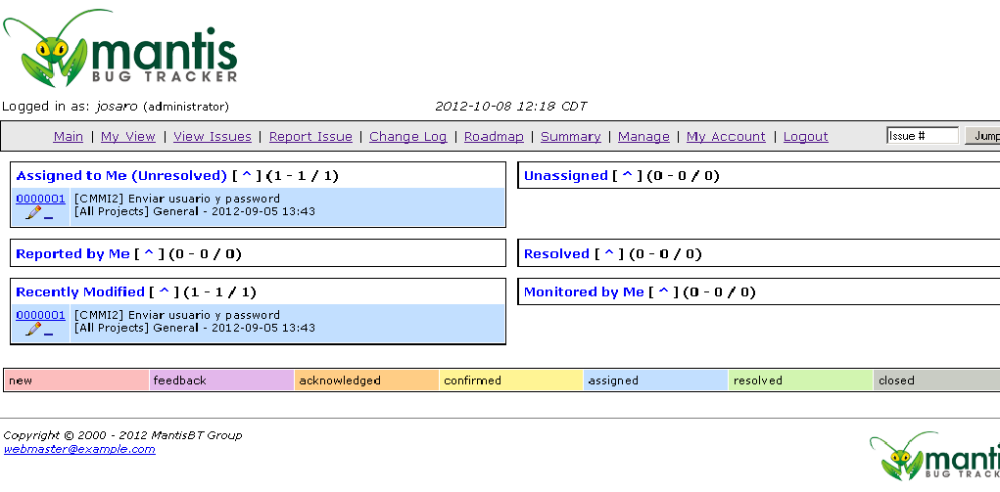 mantis
BUG TRACKER
Logged in as: josaro (administrator) 2012-10-08 12:18 CDT
Main | My View | View Issues | Report Issue | Change Log | Roadmap | Summary | Manage | My Account | Logout Issue # Jump
Assigned to Me (Unresolved) [ ^ ] (1 - 1 / 1)
0000001 [CMMI2] Enviar usuario y password
[All Projects] General - 2012-09-05 13:43
Unassigned [ ^ ] (0 - 0 / 0)
Reported by Me [ ^ ] (0 - 0 / 0)
Resolved [ ^ ] (0 - 0 / 0)
Recently Modified [ ^ ] (1 - 1 / 1)
0000001 [CMMI2] Enviar usuario y password
[All Projects] General - 2012-09-05 13:43
Monitored by Me [ ^ ] (0 - 0 / 0)
new feedback acknowledged confirmed assigned resolved closed
Copyright © 2000 - 2012 MantisBT Group
webmaster@example.com
manti
BUG TRACK